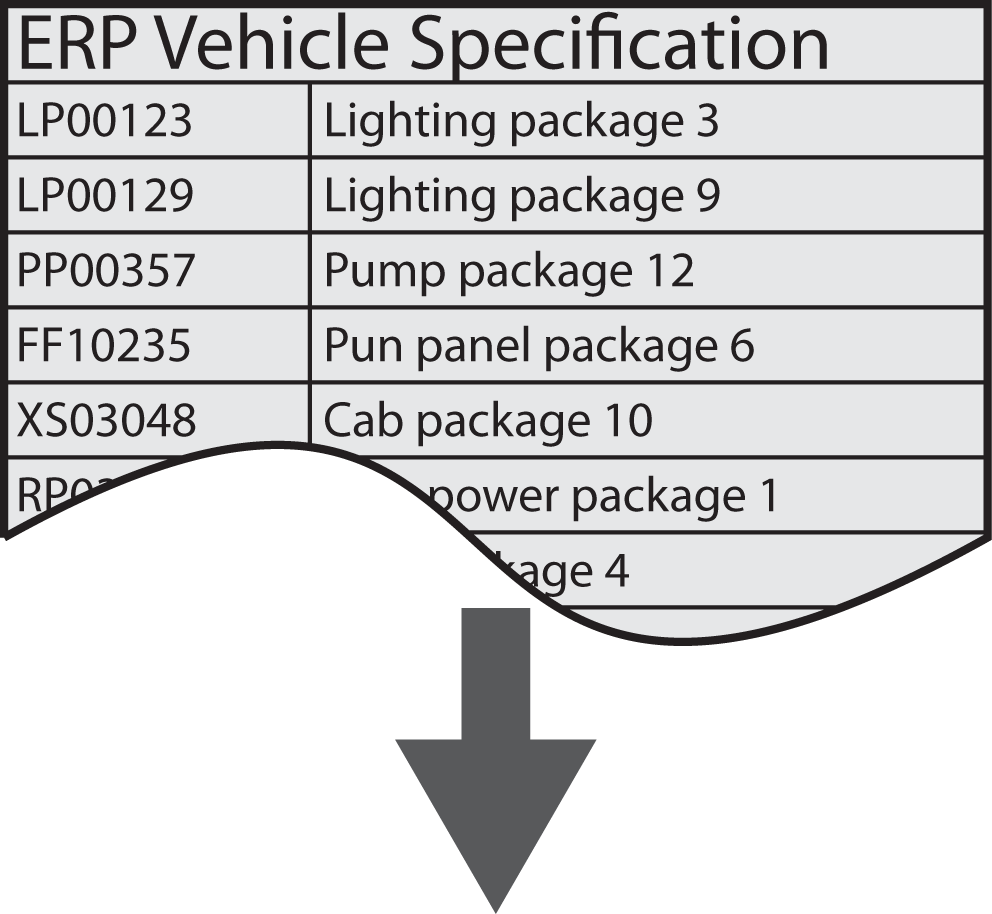 ERP Vehicle Specification
LP00123 Lighting package 3
LP00129 Lighting package 9
PP00357 Pump package 12
FF10235 Pun panel package 6
XS03048 Cab package 10
power package 1
4